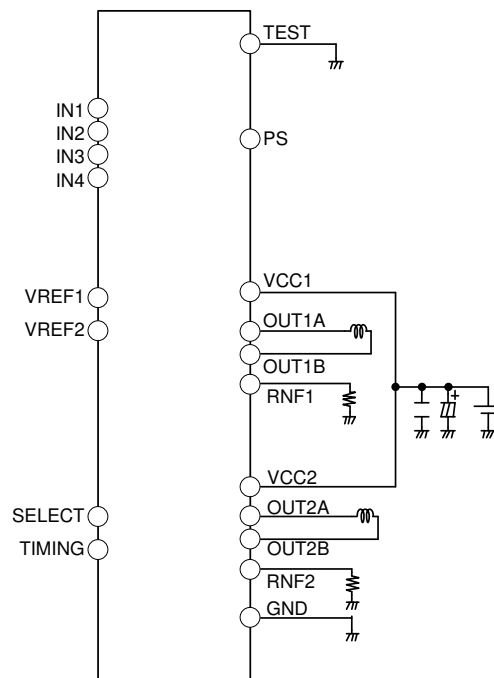 TEST
IN1
IN2
IN3
IN4
PS
VREF1
VREF2
VCC1
OUT1A
OUT1B
RNF1
+
SELECT
TIMING
VCC2
OUT2A
OUT2B
RNF2
GND